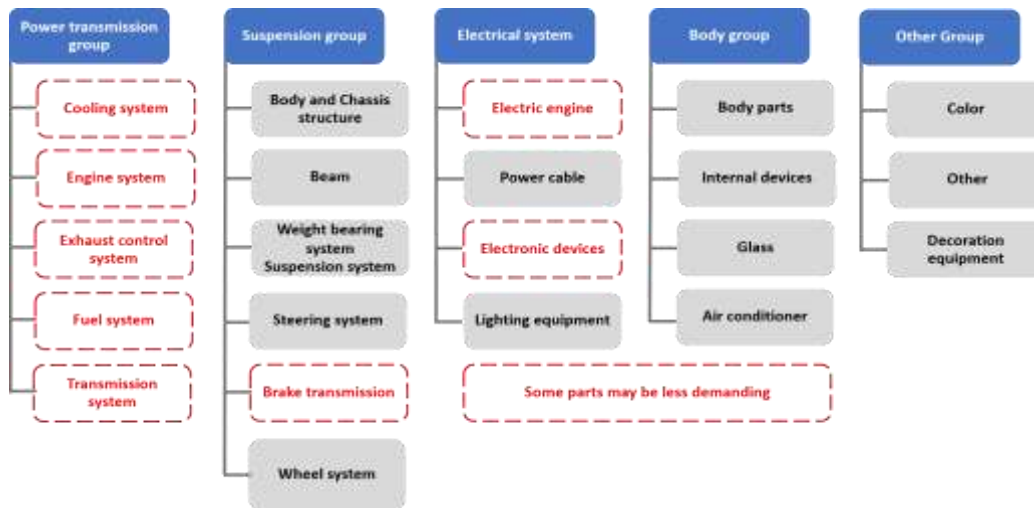 Power transmission
group
Cooling system
Engine system
Exhaust control
system
Fuel system
Transmission
system
Suspension group
Body and Chassis
structure
Beam
Weight bearing
system
Suspension system
Steering system
Brake transmission
Wheel system
Electrical system
Electric engine
Power cable
Electronic devices
Lighting equipment
Body group
Body parts
Internal devices
Glass
Air conditioner
Some parts may be less demanding
Other Group
Color
Other
Decoration
equipment